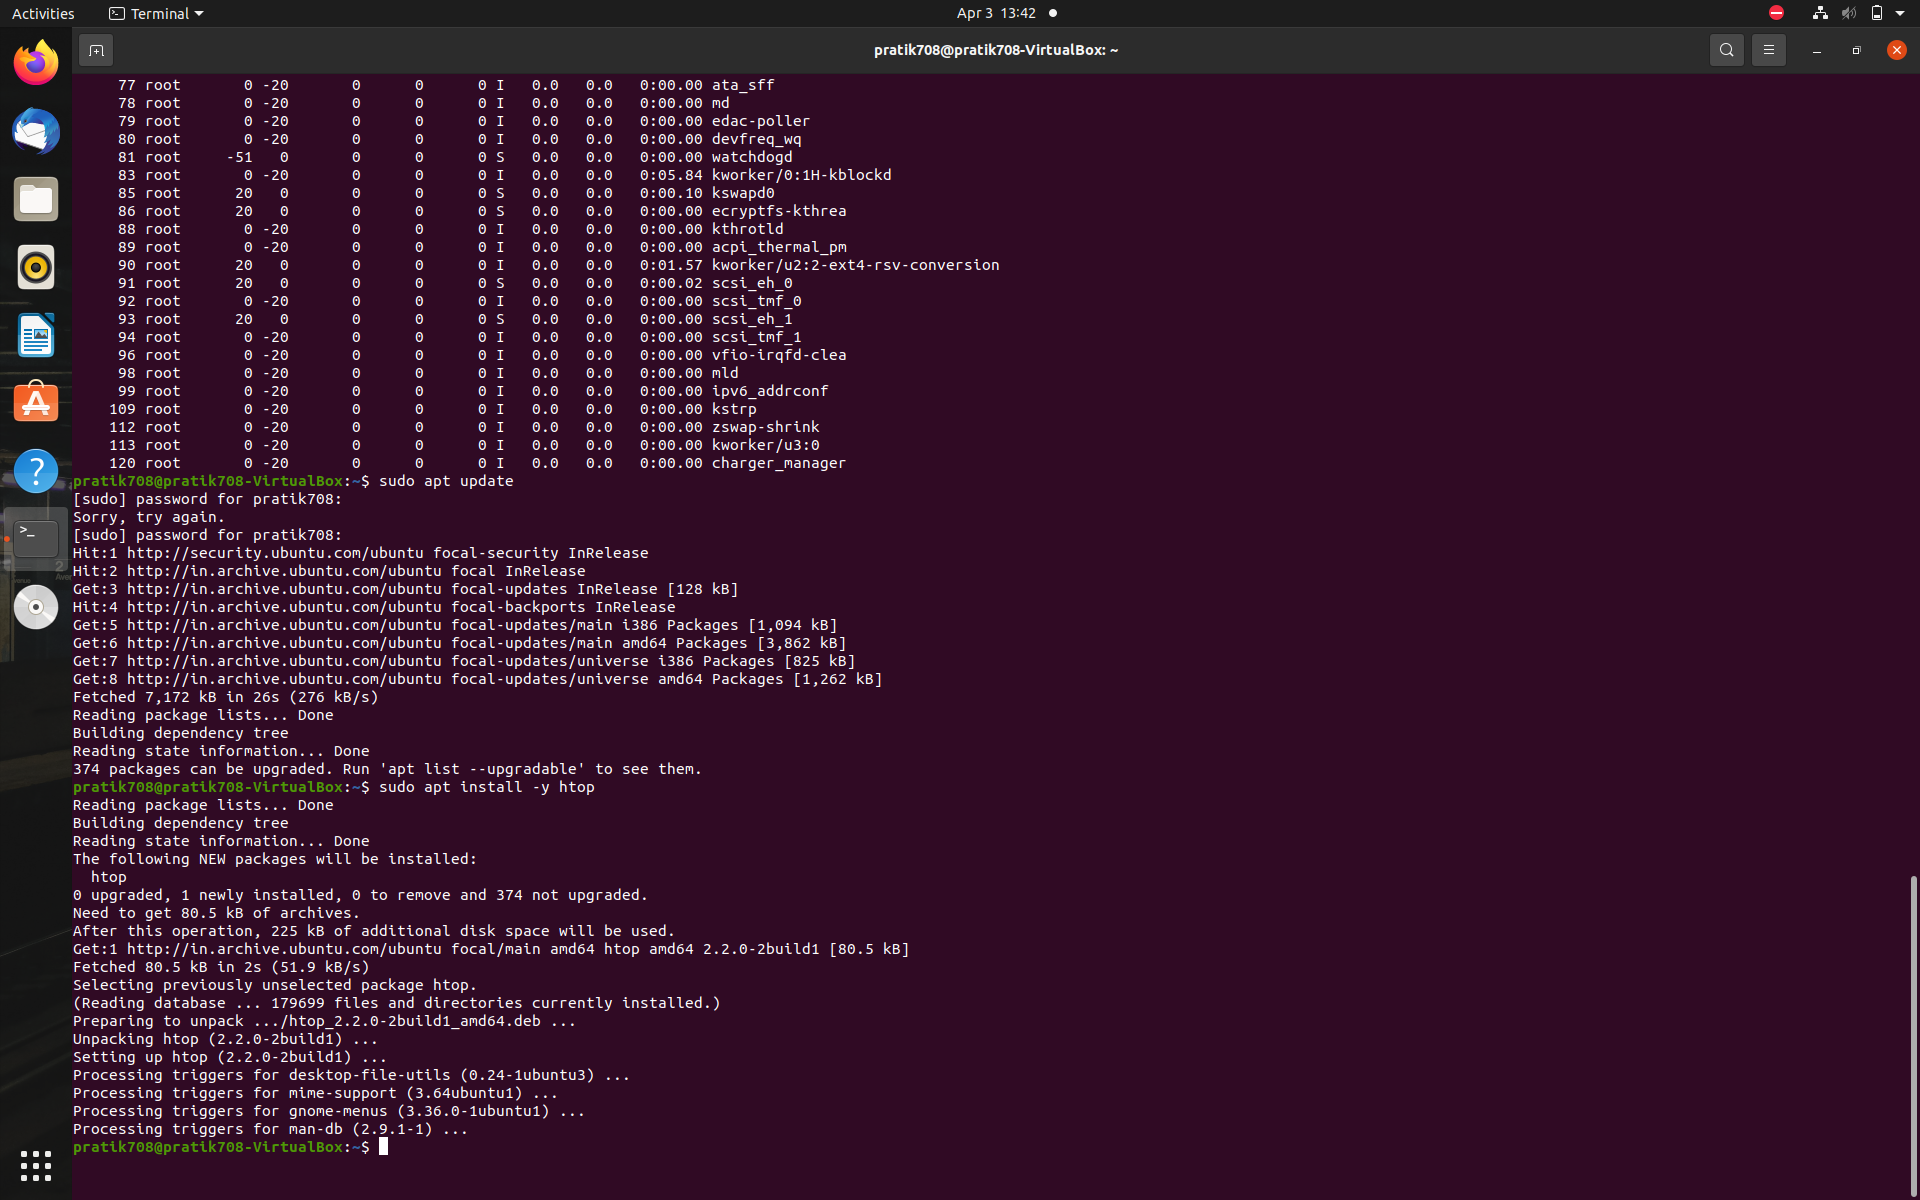 Activities
Terminal
Apr 3 13:42
pratik708@pratik708-VirtualBox: ~
77 root 0 -20 0 0 0 I 0.0 0.0 0:00.00 ata_sff
78 root 0 -20 0 0 0 I 0.0 0.0 0:00.00 md
79 root 0 -20 0 0 0 I 0.0 0.0 0:00.00 edac-poller
80 root 0 -20 0 0 0 I 0.0 0.0 0:00.00 devfreq_wq
81 root -51 0 0 0 0 S 0.0 0.0 0:00.00 watchdogd
83 root 0 -20 0 0 0 I 0.0 0.0 0:05.84 kworker/0:1H-kblockd
85 root 20 0 0 0 0 S 0.0 0.0 0:00.10 kswapd0
86 root 20 0 0 0 0 S 0.0 0.0 0:00.00 ecryptfs-kthrea
88 root 0 -20 0 0 0 I 0.0 0.0 0:00.00 kthrotld
89 root 0 -20 0 0 0 I 0.0 0.0 0:00.00 acpi_thermal_pm
90 root 20 0 0 0 0 I 0.0 0.0 0:01.57 kworker/u2:2-ext4-rsv-conversion
91 root 20 0 0 0 0 S 0.0 0.0 0:00.02 scsi_eh_0
92 root 0 -20 0 0 0 I 0.0 0.0 0:00.00 scsi_tmf_0
93 root 20 0 0 0 0 S 0.0 0.0 0:00.00 scsi_eh_1
94 root 0 -20 0 0 0 I 0.0 0.0 0:00.00 scsi_tmf_1
96 root 0 -20 0 0 0 I 0.0 0.0 0:00.00 vfio-irqfd-clea
98 root 0 -20 0 0 0 I 0.0 0.0 0:00.00 mld
99 root 0 -20 0 0 0 I 0.0 0.0 0:00.00 ipv6_addrconf
109 root 0 -20 0 0 0 I 0.0 0.0 0:00.00 kstrp
112 root 0 -20 0 0 0 I 0.0 0.0 0:00.00 zswap-shrink
113 root 0 -20 0 0 0 I 0.0 0.0 0:00.00 kworker/u3:0
120 root 0 -20 0 0 0 I 0.0 0.0 0:00.00 charger_manager
pratik708@pratik708-VirtualBox:~$ sudo apt update
[sudo] password for pratik708:
Sorry, try again.
[sudo] password for pratik708:
Hit:1 http://security.ubuntu.com/ubuntu focal-security InRelease
Hit:2 http://in.archive.ubuntu.com/ubuntu focal InRelease
Get:3 http://in.archive.ubuntu.com/ubuntu focal-updates InRelease [128 kB]
Hit:4 http://in.archive.ubuntu.com/ubuntu focal-backports InRelease
Get:5 http://in.archive.ubuntu.com/ubuntu focal-updates/main i386 Packages [1,094 kB]
Get:6 http://in.archive.ubuntu.com/ubuntu focal-updates/main amd64 Packages [3,862 kB]
Get:7 http://in.archive.ubuntu.com/ubuntu focal-updates/universe i386 Packages [825 kB]
Get:8 http://in.archive.ubuntu.com/ubuntu focal-updates/universe amd64 Packages [1,262 kB]
Fetched 7,172 kB in 26s (276 kB/s)
Reading package lists... Done
Building dependency tree
Reading state information... Done
374 packages can be upgraded. Run 'apt list --upgradable' to see them.
pratik708@pratik708-VirtualBox:~$ sudo apt install -y htop
Reading package lists... Done
Building dependency tree
Reading state information... Done
The following NEW packages will be installed:
htop
0 upgraded, 1 newly installed, 0 to remove and 374 not upgraded.
Need to get 80.5 kB of archives.
After this operation, 225 kB of additional disk space will be used.
Get:1 http://in.archive.ubuntu.com/ubuntu focal/main amd64 htop amd64 2.2.0-2build1 [80.5 kB]
Fetched 80.5 kB in 2s (51.9 kB/s)
Selecting previously unselected package htop.
(Reading database ... 179699 files and directories currently installed.)
Preparing to unpack .../htop_2.2.0-2build1_amd64.deb ...
Unpacking htop (2.2.0-2build1) ...
Setting up htop (2.2.0-2build1) ...
Processing triggers for desktop-file-utils (0.24-1ubuntu3) ...
Processing triggers for mime-support (3.64ubuntu1) ...
Processing triggers for gnome-menus (3.36.0-1ubuntu1) ...
Processing triggers for man-db (2.9.1-1) ...
pratik708@pratik708-VirtualBox:~$